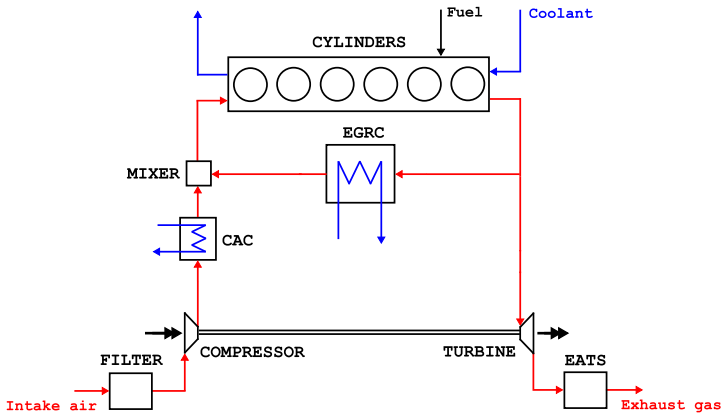 Fuel
Coolant
CYLINDERS
EGRC
MIXER
CAC
COMPRESSOR
TURBINE
FILTER
EATS
Intake air
Exhaust gas